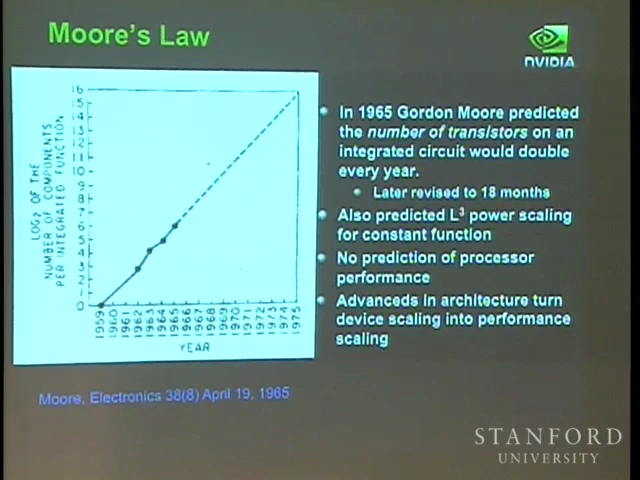 Moore's Law
NVIDIA
16
15
14
13
12
11
10
9
8
7
6
5
4
3
2
1
0
LOG2 OF THE
NUMBER OF COMPONENTS
PER INTEGRATED FUNCTION
1959
1960
1961
1962
1963
1964
1965
1966
1967
1968
1969
1970
1971
1972
1973
1974
1975
YEAR
Moore, Electronics 38(8) April 19, 1965
In 1965 Gordon Moore predicted
the number of transistors on an
integrated circuit would double
every year.
Later revised to 18 months
Also predicted L³ power scaling
for constant function
No prediction of processor
performance
Advanceds in architecture turn
device scaling into performance
scaling
STANFORD
UNIVERSITY